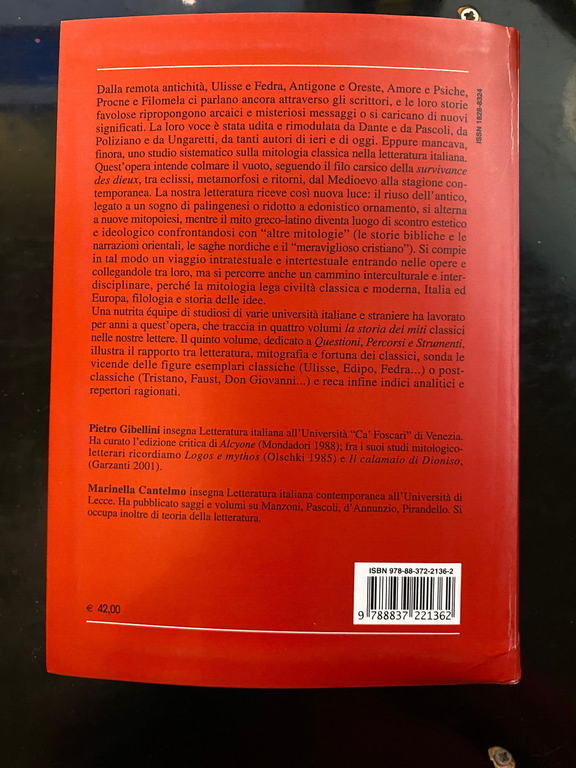 Dalla remota antichità, Ulisse e Fedra, Antigone e Oreste, Amore e Psiche,
Procne e Filomela ci parlano ancora attraverso gli scrittori, e le loro storie
favolose ripropongono arcaici e misteriosi messaggi o si caricano di nuovi
significati. La loro voce è stata udita e rimodulata da Dante e da Pascoli, da
Poliziano e da Ungaretti, da tanti autori di ieri e di oggi. Eppure mancava,
finora, uno studio sistematico sulla mitologia classica nella letteratura italiana.
Quest'opera intende colmare il vuoto, seguendo il filo carsico della survivance
des dieux, tra eclissi, metamorfosi e ritorni, dal Medioevo alla stagione con-
temporanea. La nostra letteratura riceve così nuova luce: il riuso dell'antico,
legato a un sogno di palingenesi o ridotto a edonistico ornamento, si alterna
a nuove mitopoiesi, mentre il mito greco-latino diventa luogo di scontro estetico
e ideologico confrontandosi con "altre mitologie" (le storie bibliche e le
narrazioni orientali, le saghe nordiche e il "meraviglioso cristiano"). Si compie
in tal modo un viaggio intratestuale e intertestuale entrando nelle opere e
collegandole tra loro, ma si percorre anche un cammino interculturale e inter-
disciplinare, perché la mitologia lega civiltà classica e moderna, Italia ed
Europa, filologia e storia delle idee.
Una nutrita équipe di studiosi di varie università italiane e straniere ha lavorato
per anni a quest'opera, che traccia in quattro volumi la storia dei miti classici
nelle nostre lettere. Il quinto volume, dedicato a Questioni, Percorsi e Strumenti,
illustra il rapporto tra letteratura, mitografia e fortuna dei classici, sonda le
vicende delle figure esemplari classiche (Ulisse, Edipo, Fedra...) o post-
classiche (Tristano, Faust, Don Giovanni...) e reca infine indici analitici e
repertori ragionati.
Pietro Gibellini insegna Letteratura italiana all'Università "Ca' Foscari" di Venezia.
Ha curato l'edizione critica di Alcyone (Mondadori 1988); fra i suoi studi mitologico-
letterari ricordiamo Logos e mythos (Olschki 1985) e Il calamaio di Dioniso,
(Garzanti 2001).
Marinella Cantelmo insegna Letteratura italiana contemporanea all'Università di
Lecce. Ha pubblicato saggi e volumi su Manzoni, Pascoli, d'Annunzio, Pirandello. Si
occupa inoltre di teoria della letteratura.
ISBN 978-88-372-2136-2
9 788837 221362
€ 42,00
ISSN 1828-8324